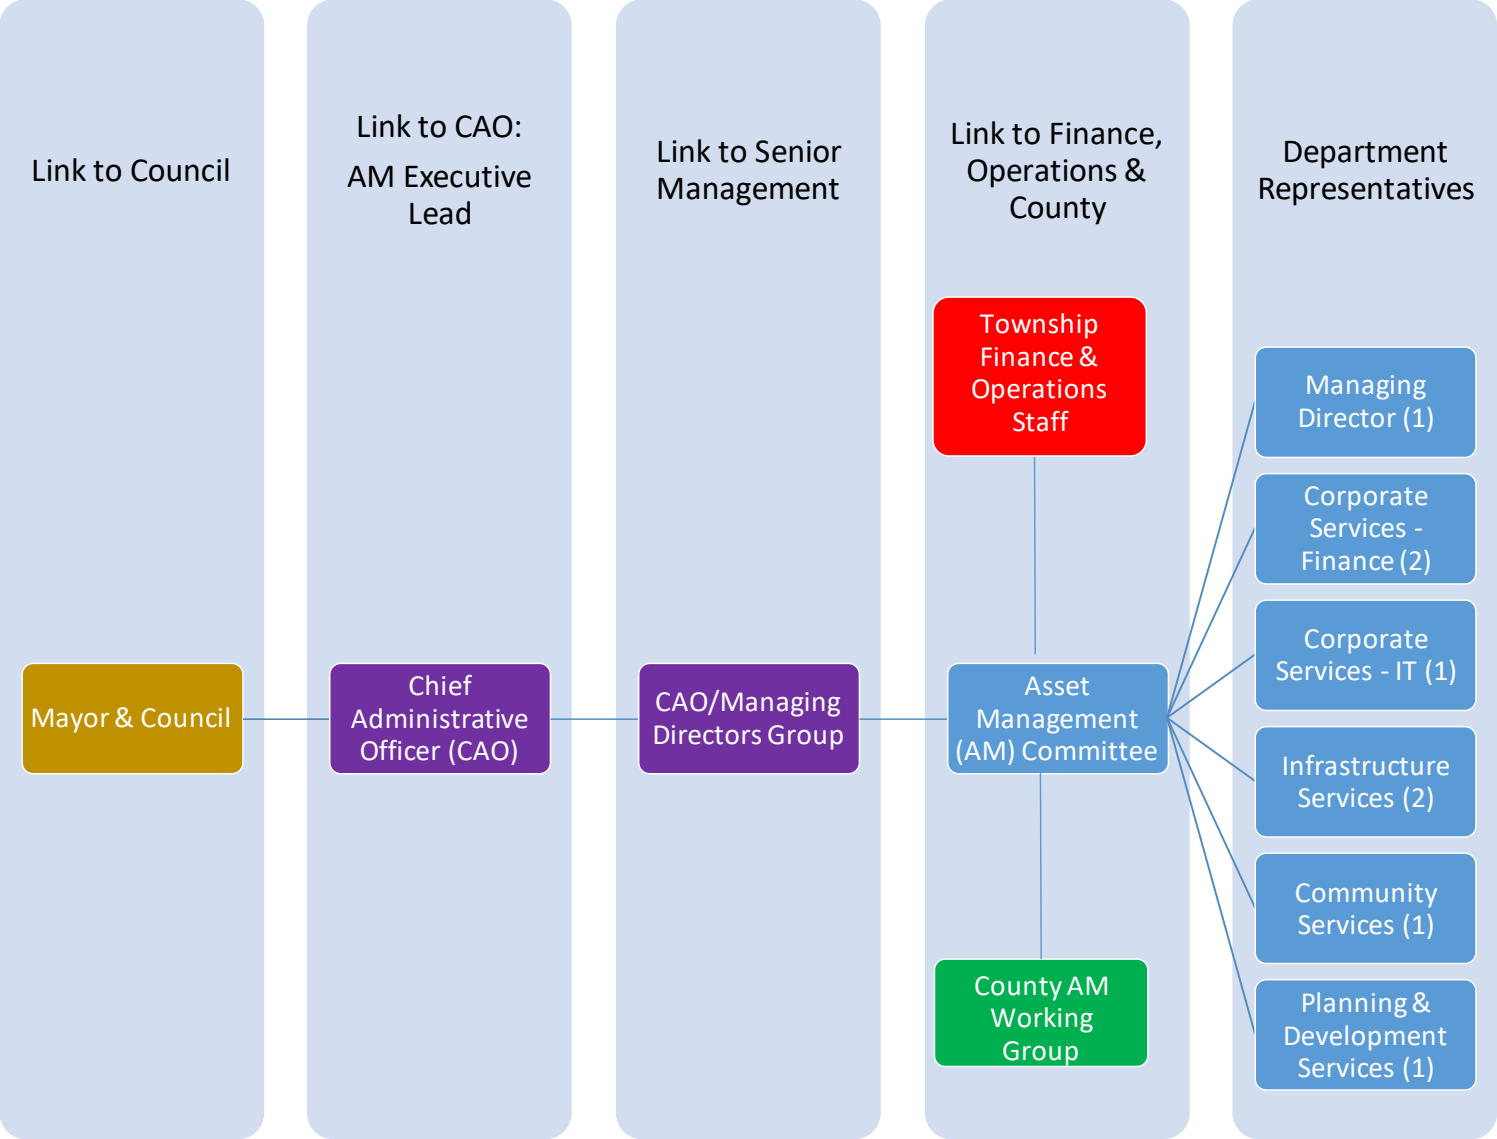 Link to Council
Link to CAO:
AM Executive
Lead
Link to Senior
Management
Link to Finance,
Operations &
County
Department
Representatives
Mayor & Council
Chief
Administrative
Officer (CAO)
CAO/Managing
Directors Group
Township
Finance &
Operations
Staff
Asset
Management
(AM) Committee
County AM
Working
Group
Managing
Director (1)
Corporate
Services -
Finance (2)
Corporate
Services - IT (1)
Infrastructure
Services (2)
Community
Services (1)
Planning &
Development
Services (1)